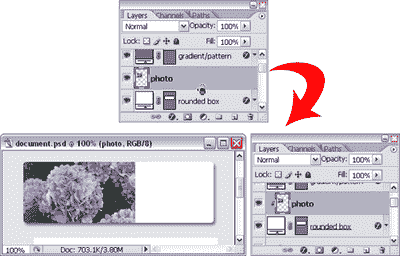 Layers Channels Paths
Normal Opacity: 100%
Lock: Fill: 100%
gradient/pattern
photo
rounded box
document.psd @ 100% (photo, RGB/8)
100% Doc: 703.1K/3.80M
Layers Channels Paths
Normal Opacity: 100%
Lock: Fill: 100%
gradient/pattern
photo
rounded box